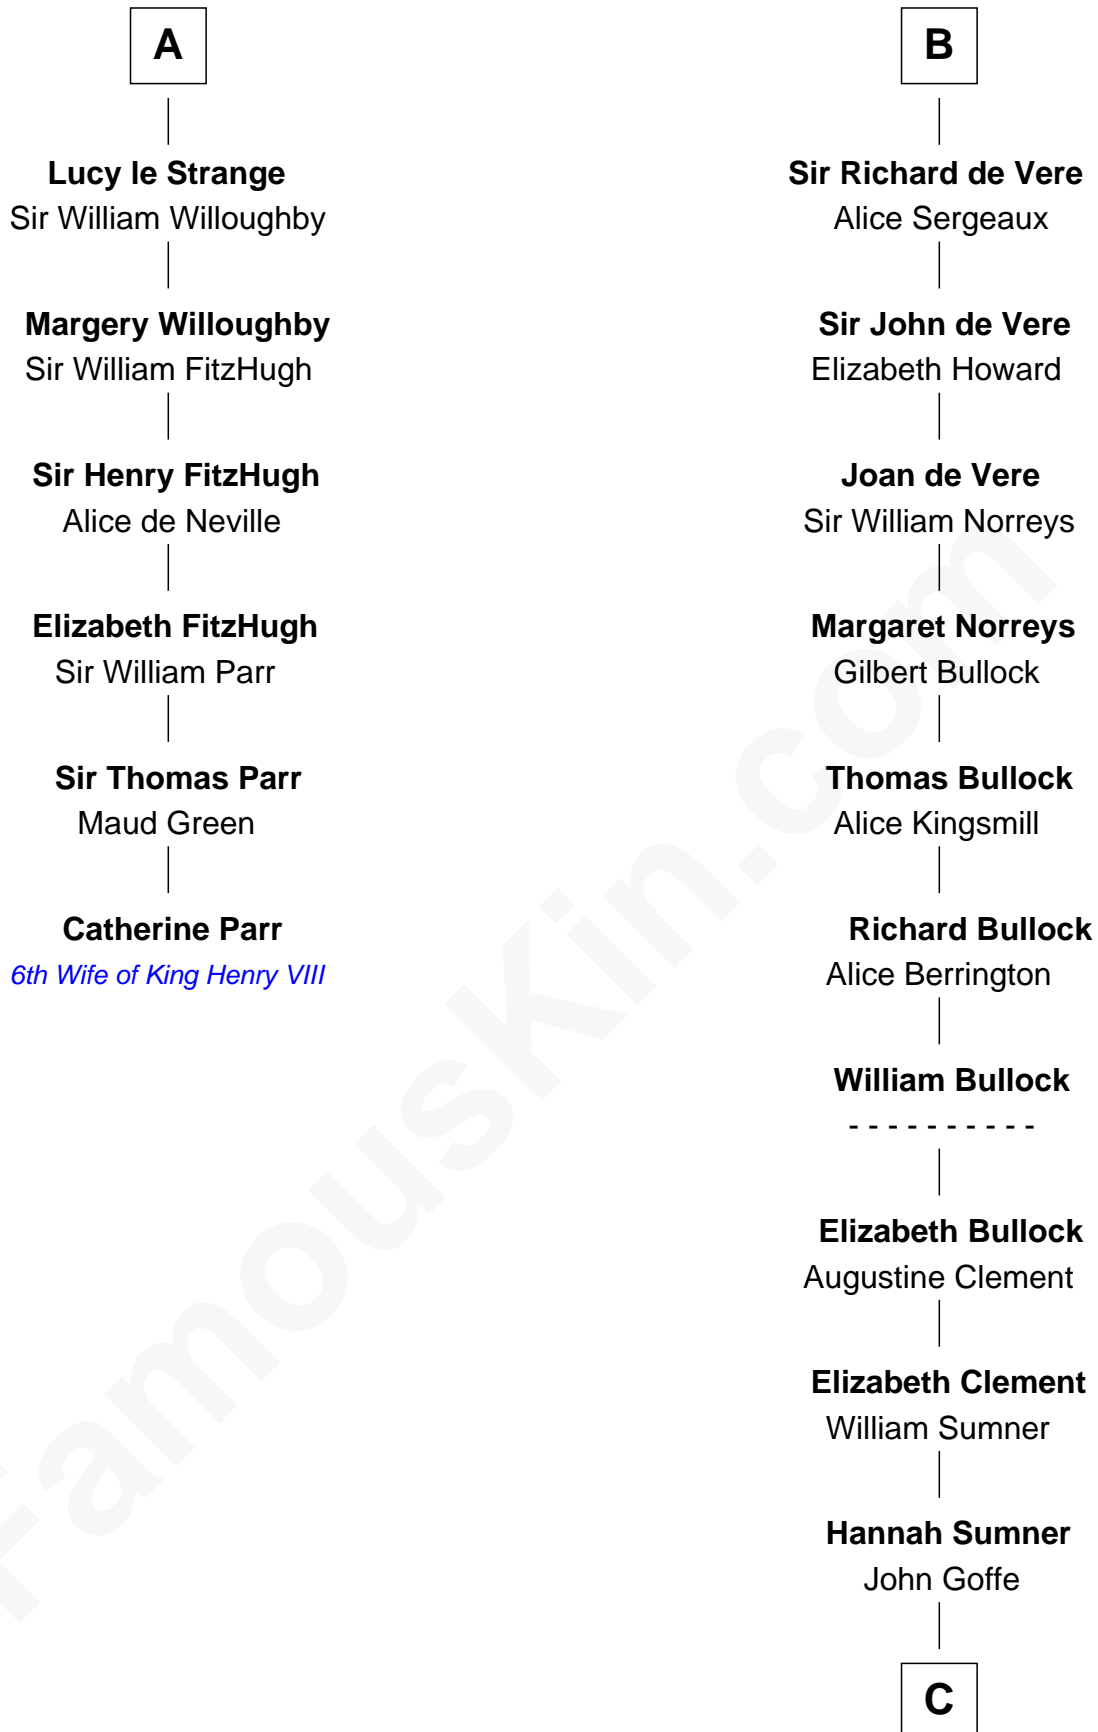 A
Lucy le Strange
Sir William Willoughby
Margery Willoughby
Sir William FitzHugh
Sir Henry FitzHugh
Alice de Neville
Elizabeth FitzHugh
Sir William Parr
Sir Thomas Parr
Maud Green
Catherine Parr
6th Wife of King Henry VIII
B
Sir Richard de Vere
Alice Sergeaux
Sir John de Vere
Elizabeth Howard
Joan de Vere
Sir William Norreys
Margaret Norreys
Gilbert Bullock
Thomas Bullock
Alice Kingsmill
Richard Bullock
Alice Berrington
William Bullock
- - - - - - - - - -
Elizabeth Bullock
Augustine Clement
Elizabeth Clement
William Sumner
Hannah Sumner
John Goffe
C
FamousKin.com